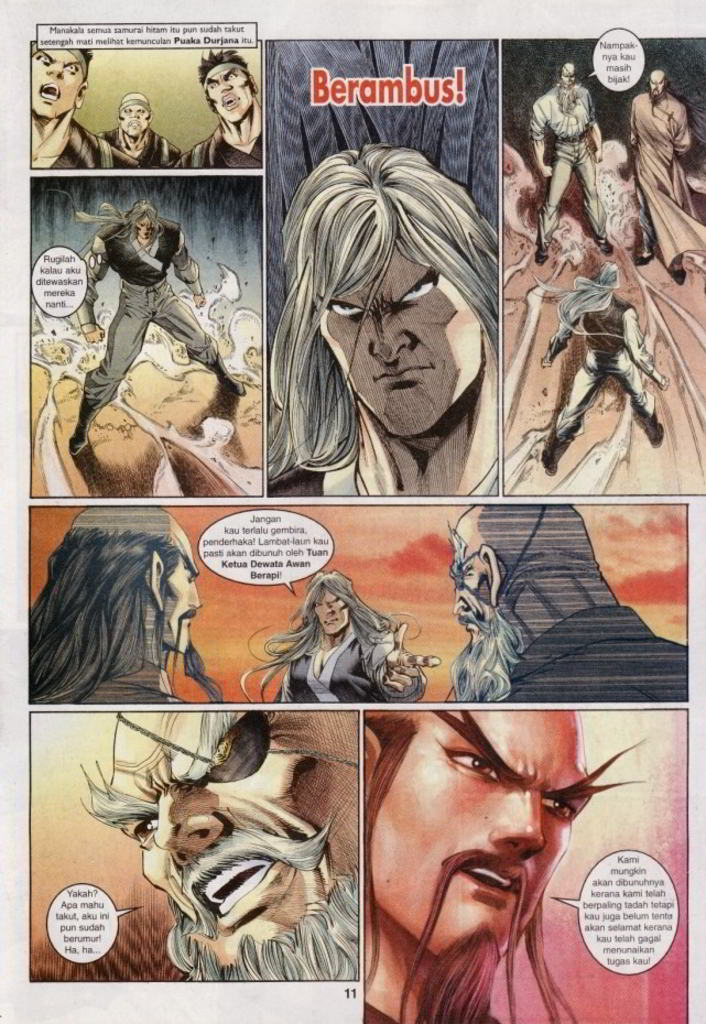 Manakala semua samurai hitam itu pun sudah takut
setengah mati melihat kemunculan Puaka Durjana itu.
Berambus!
Nampak-
nya kau
masih
bijak!
Rugilah
kalau aku
ditewaskan
mereka
nanti...
Jangan
kau terlalu gembira,
penderhaka! Lambat-laun kau
pasti akan dibunuh oleh Tuan
Ketua Dewata Awan
Berapi!
Yakah?
Apa mahu
takut, aku ini
pun sudah
berumur!
Ha, ha...
Kami
mungkin
akan dibunuhnya
kerana kami telah
berpaling tadah tetapi
kau juga belum tentu
akan selamat kerana
kau telah gagal
menunaikan
tugas kau!
11